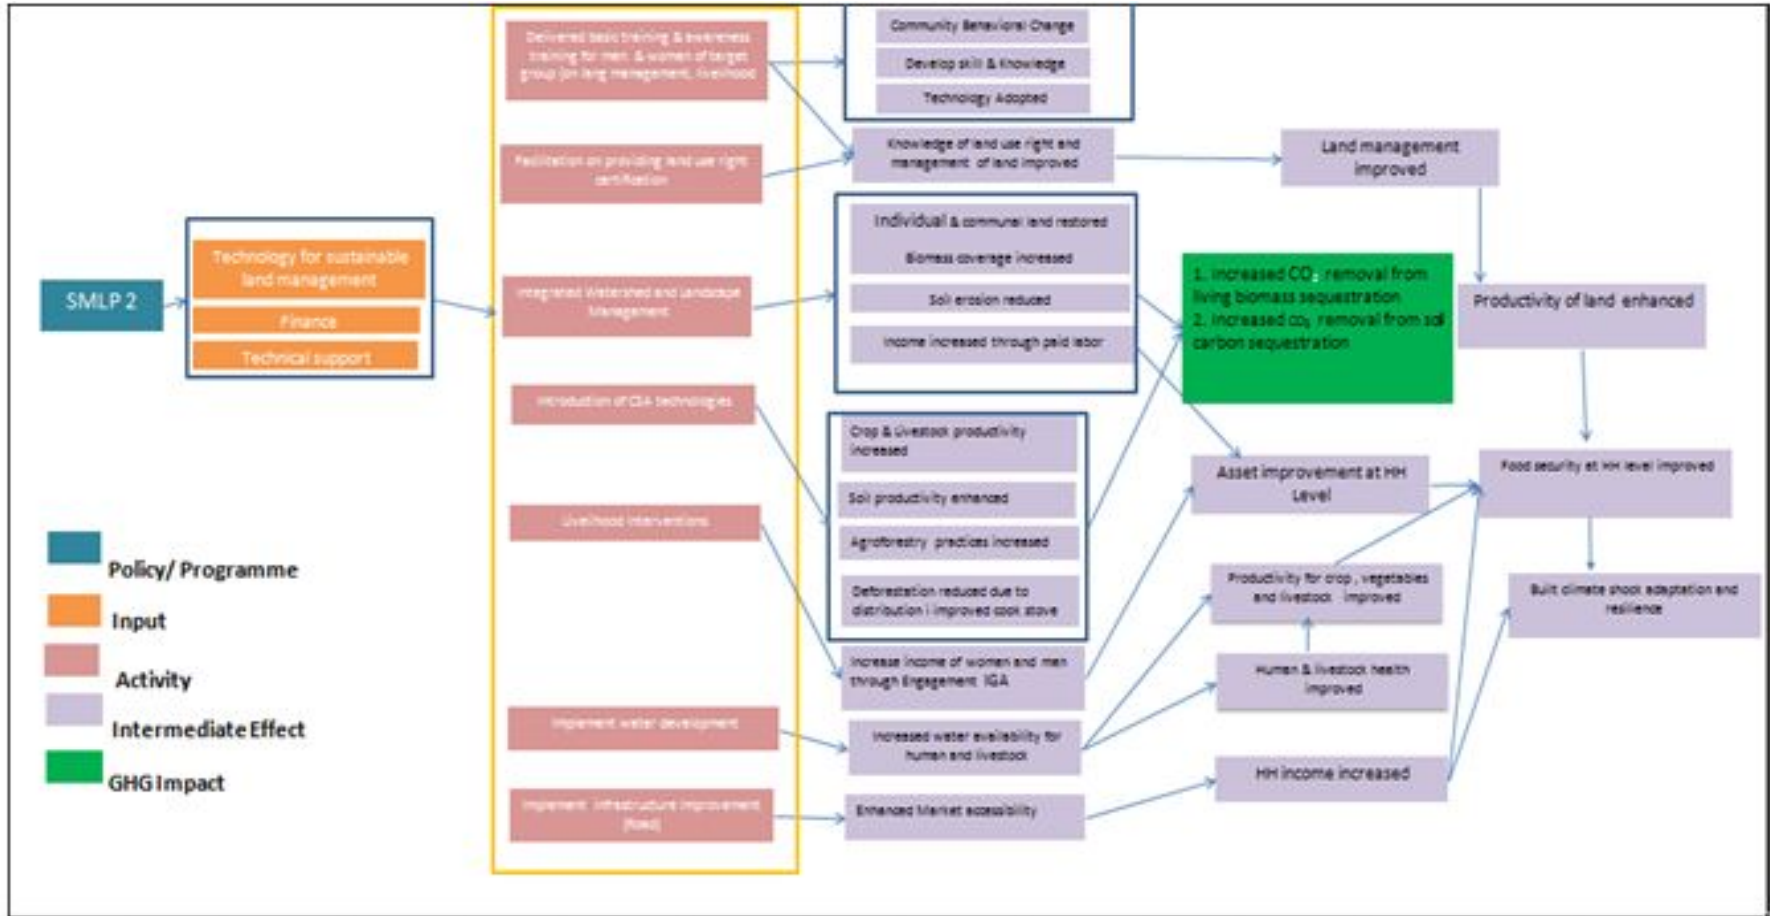 SMLP 2
Technology for sustainable
land management
Finance
Technical support
Delivered basic training & awareness
training for men & women of target
group (on lang management, livelihood
Facilitation on providing land use right
certification
Integrated Watershed and Landscape
Management
Introduction of CSA technologies
Livelihood Interventions
Implement water development
Implement infrastructure improvement
(Road)
Community Behavioral Change
Develop skill & Knowledge
Technology Adopted
Knowledge of land use right and
management of land improved
Individual & communal land restored
Biomass coverage increased
Soil erosion reduced
Income increased through paid labor
Crop & Livestock productivity
increased
Soil productivity enhanced
Agroforestry practices increased
Deforestation reduced due to
distribution i improved cook stove
Increase income of women and men
through Engagement IGA
Increased water availability for
human and livestock
Enhanced Market accessibility
Land management
improved
1. Increased CO2 removal from
living biomass sequestration
2. Increased co2 removal from soil
carbon sequestration
Productivity of land enhanced
Asset improvement at HH
Level
Food security at HH level improved
Productivity for crop , vegetables
and livestock improved
Built climate shock adaptation and
resilience
Human & livestock health
improved
HH income increased
Policy/ Programme
Input
Activity
Intermediate Effect
GHG Impact